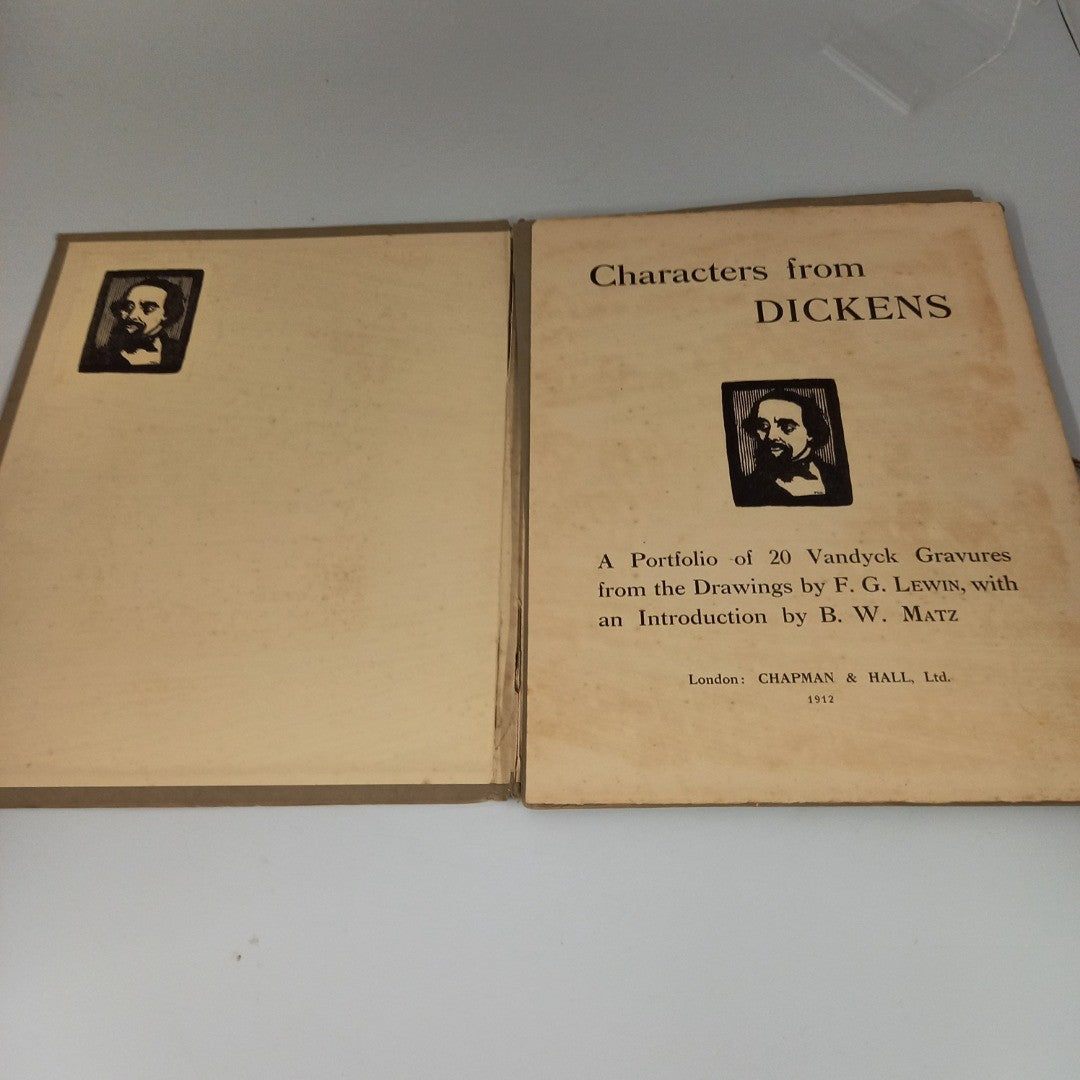 Characters from
DICKENS
A Portfolio of 20 Vandyck Gravures
from the Drawings by F. G. LEWIN, with
an Introduction by B. W. MATZ
London: CHAPMAN & HALL, Ltd.
1912